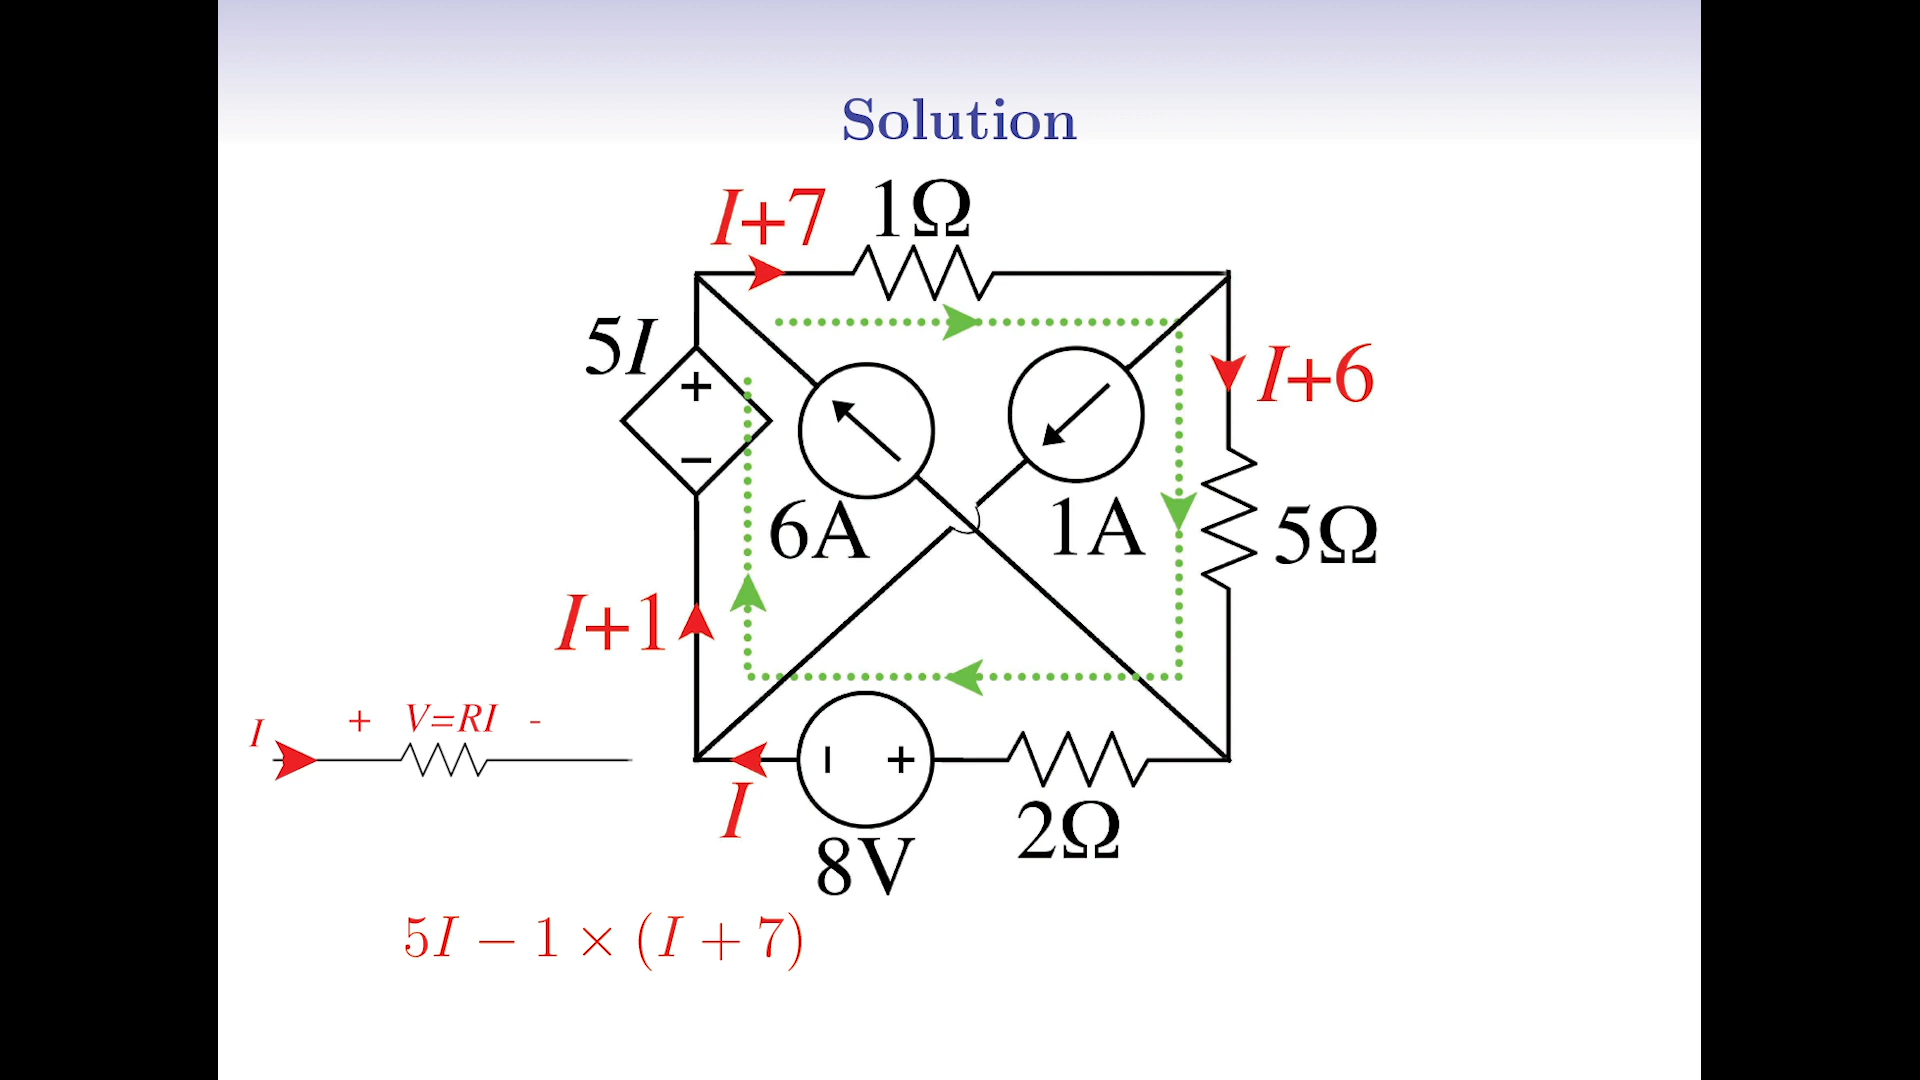 Solution
I+7
1Ω
5I
+
−
I+6
6A
1A
5Ω
I+1
I
+ V=RI -
− +
I
2Ω
8V
5I − 1 × (I + 7)